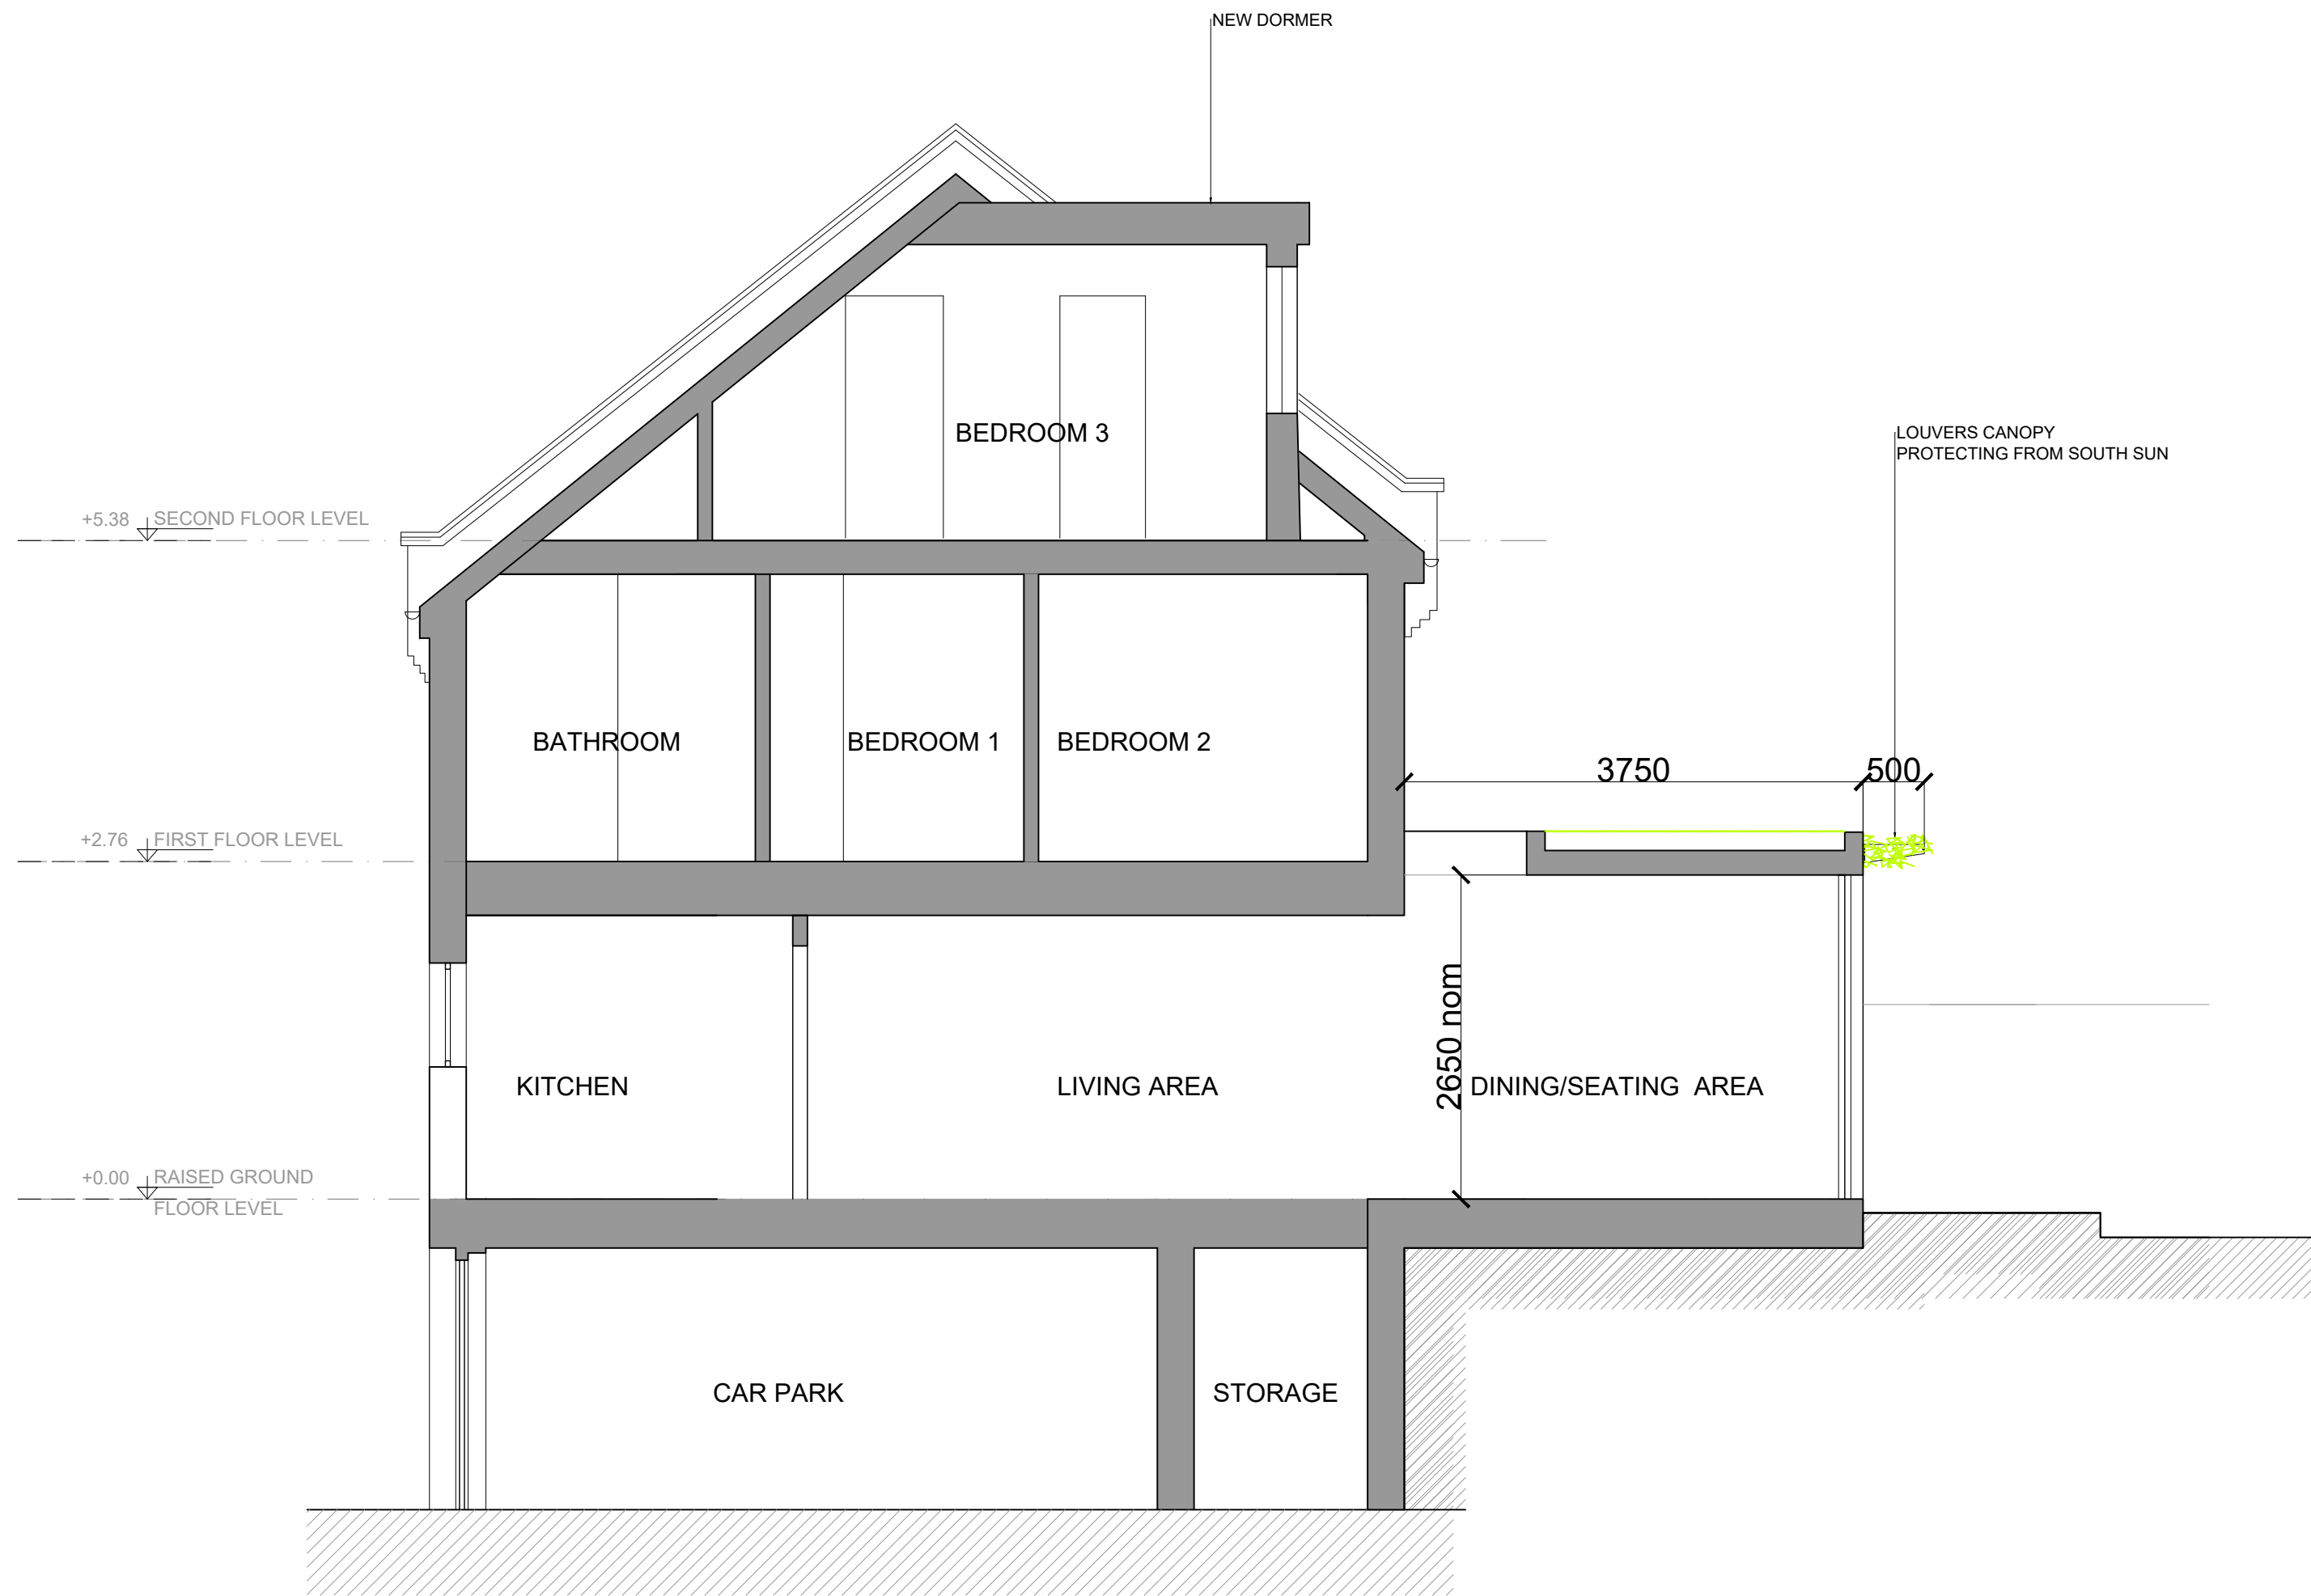 NEW DORMER
LOUVERS CANOPY
PROTECTING FROM SOUTH SUN
BEDROOM 3
+5.38 SECOND FLOOR LEVEL
BATHROOM
BEDROOM 1
BEDROOM 2
3750
500
+2.76 FIRST FLOOR LEVEL
2650 nom
KITCHEN
LIVING AREA
DINING/SEATING AREA
+0.00 RAISED GROUND
FLOOR LEVEL
CAR PARK
STORAGE